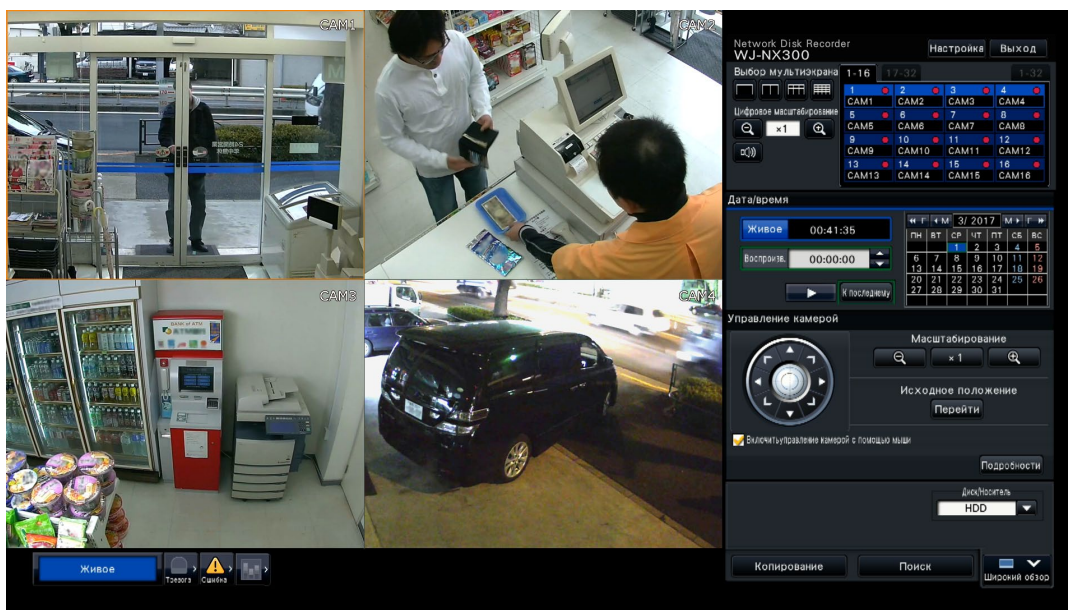 CAM1
CAM2
CAM3
BANK of ATM
CAM4
Network Disk Recorder
WJ-NX300
Настройка
Выход
Выбор мультиэкрана
1-16
17-32
1-32
Цифровое масштабирование
×1
1 2 3 4
CAM1 CAM2 CAM3 CAM4
5 6 7 8
CAM5 CAM6 CAM7 CAM8
9 10 11 12
CAM9 CAM10 CAM11 CAM12
13 14 15 16
CAM13 CAM14 CAM15 CAM16
Дата/время
Живое 00:41:35
Воспроизв. 00:00:00
К последнему
Г М 3/ 2017 М Г
ПН ВТ СР ЧТ ПТ СБ ВС
1 2 3 4 5
6 7 8 9 10 11 12
13 14 15 16 17 18 19
20 21 22 23 24 25 26
27 28 29 30 31
Управление камерой
Масштабирование
×1
Исходное положение
Перейти
Включитьуправление камерой с помощью мыши
Подробности
Диск/Носитель
HDD
Копирование
Поиск
Широкий обзор
Живое
Тревога
Ошибка